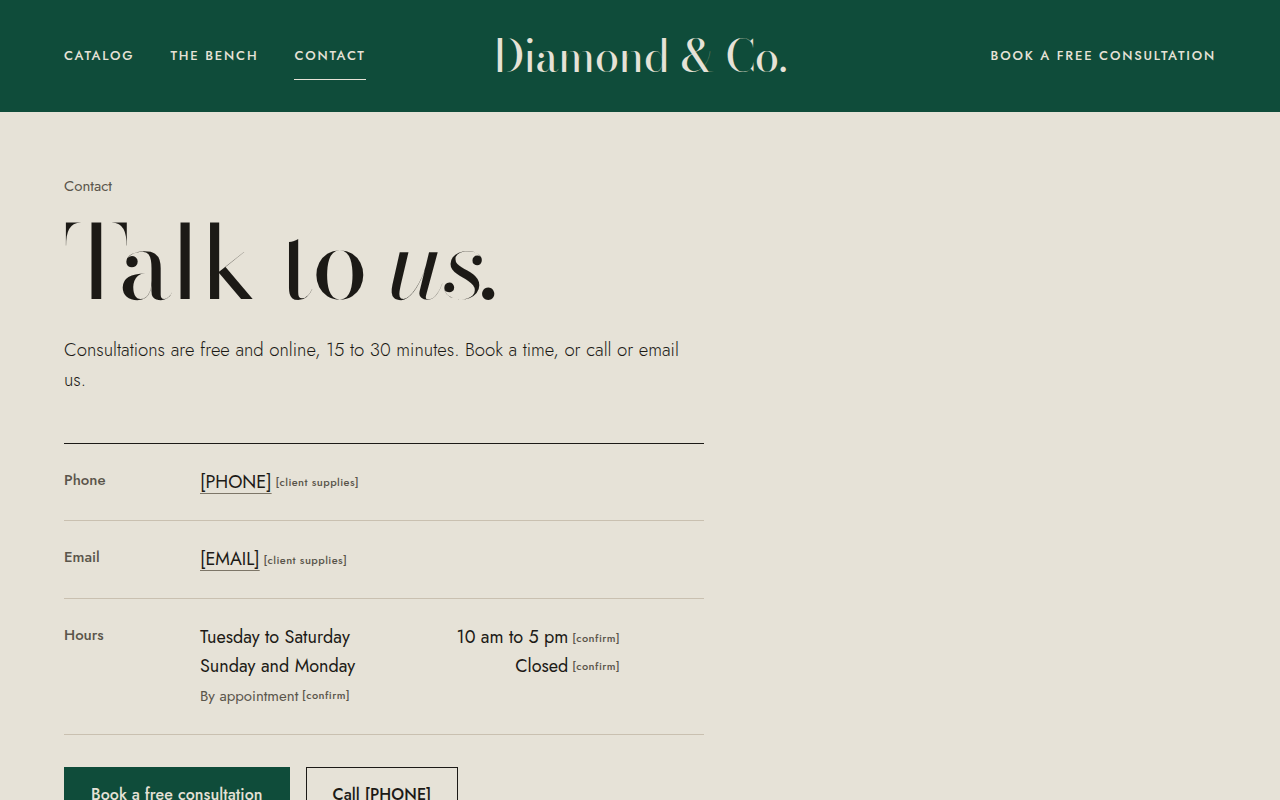 CATALOG THE BENCH CONTACT Diamond & Co. BOOK A FREE CONSULTATION
Contact
Talk to us.
Consultations are free and online, 15 to 30 minutes. Book a time, or call or email
us.
Phone [PHONE] [client supplies]
Email [EMAIL] [client supplies]
Hours Tuesday to Saturday 10 am to 5 pm [confirm]
Sunday and Monday Closed [confirm]
By appointment [confirm]
Book a free consultation Call [PHONE]